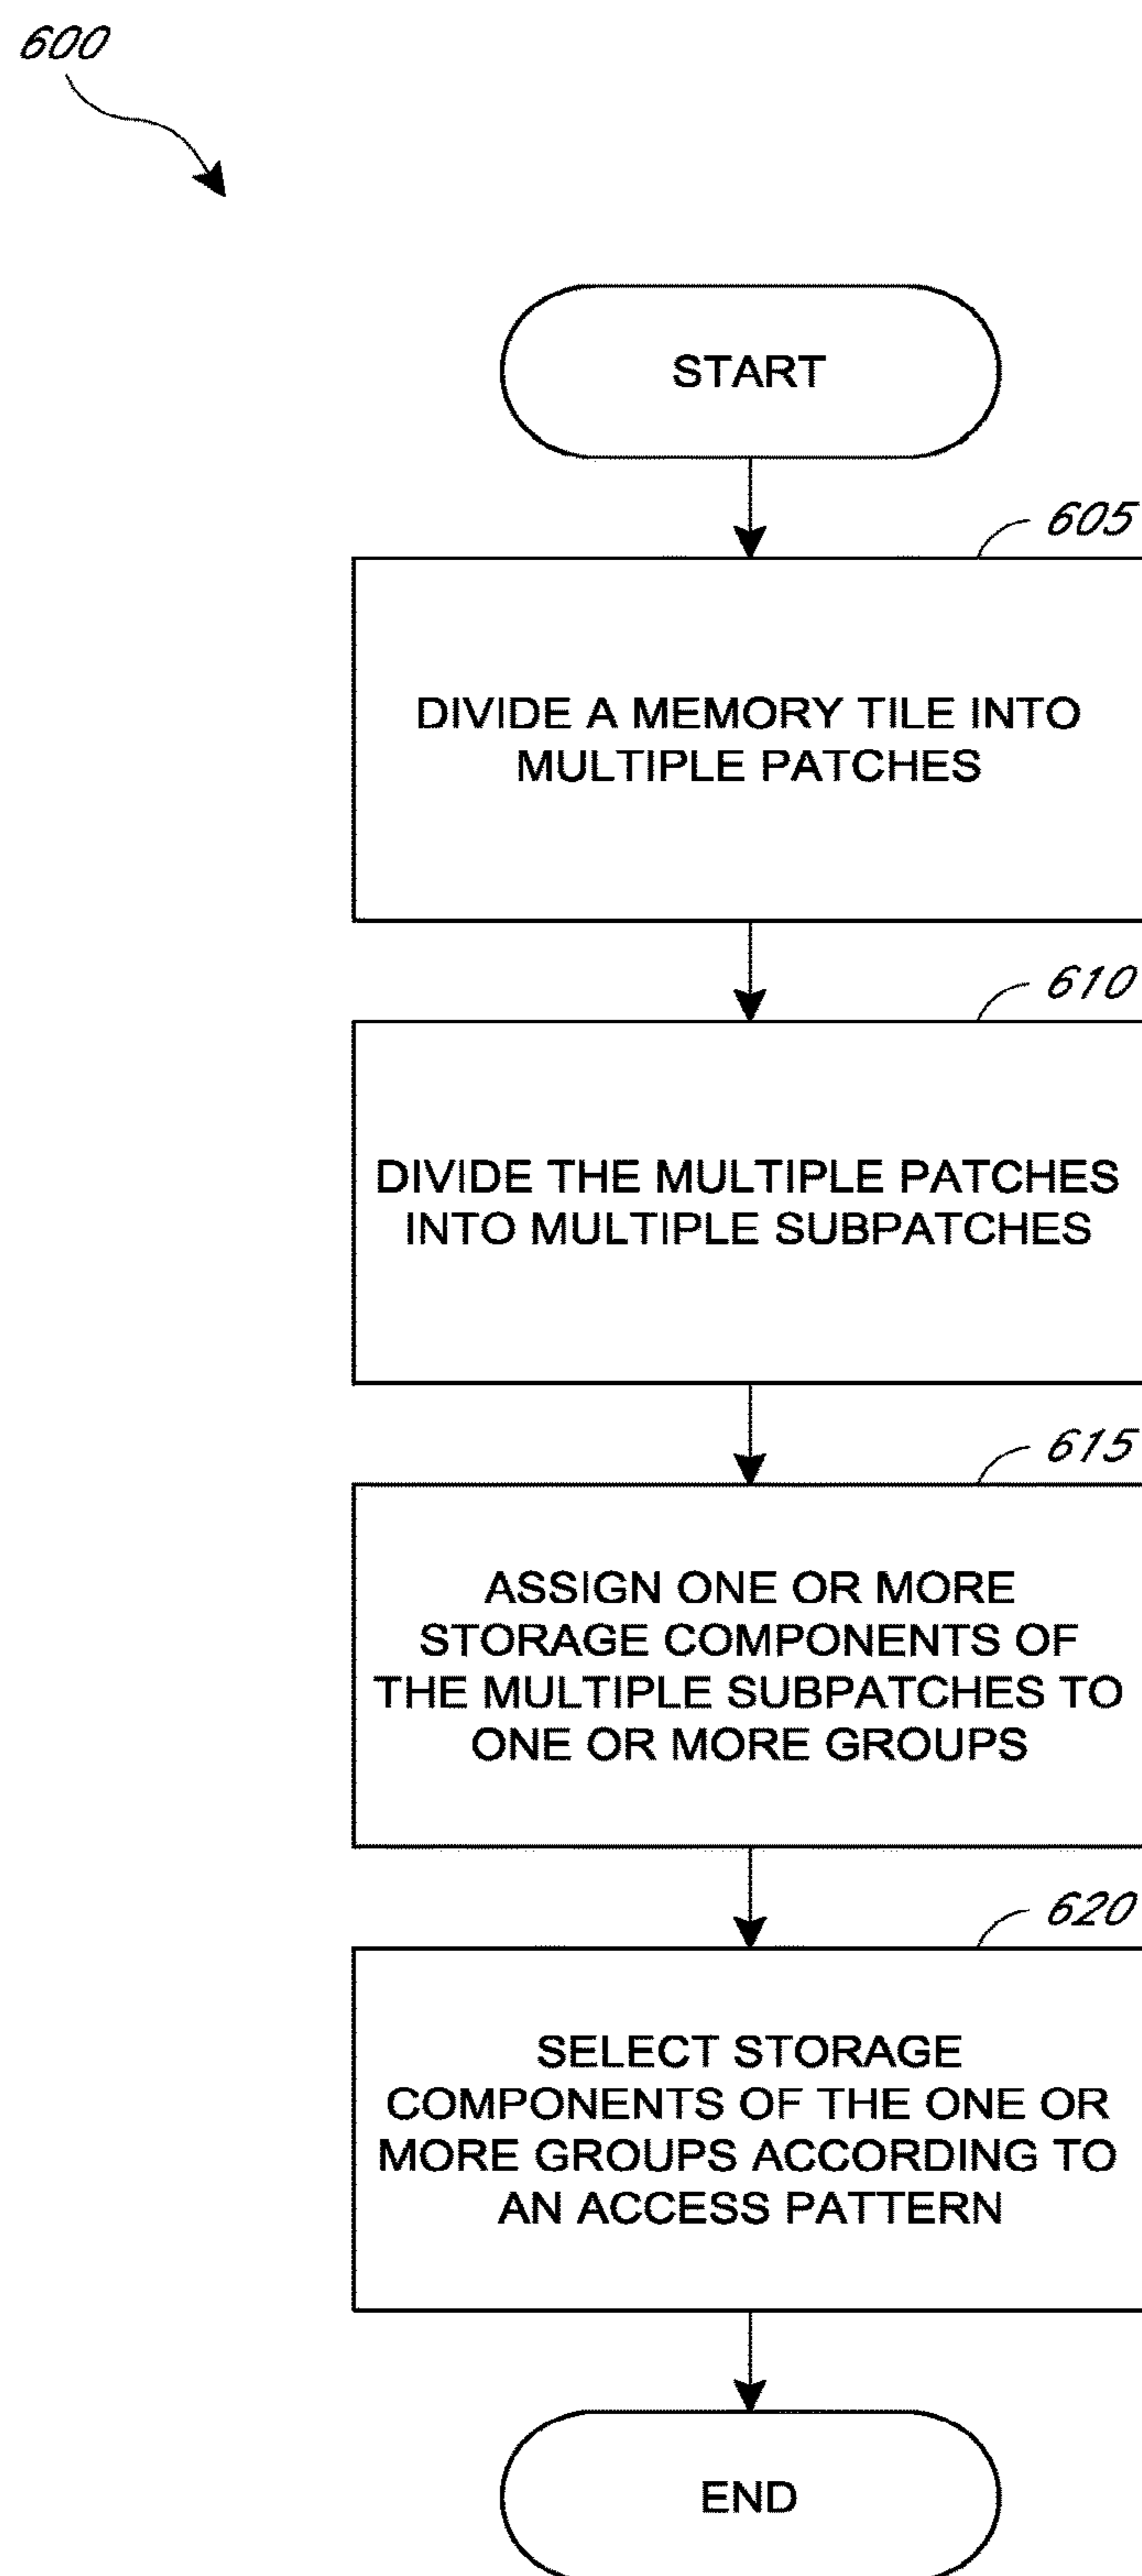 600
START
605
DIVIDE A MEMORY TILE INTO
MULTIPLE PATCHES
610
DIVIDE THE MULTIPLE PATCHES
INTO MULTIPLE SUBPATCHES
615
ASSIGN ONE OR MORE
STORAGE COMPONENTS OF
THE MULTIPLE SUBPATCHES TO
ONE OR MORE GROUPS
620
SELECT STORAGE
COMPONENTS OF THE ONE OR
MORE GROUPS ACCORDING TO
AN ACCESS PATTERN
END